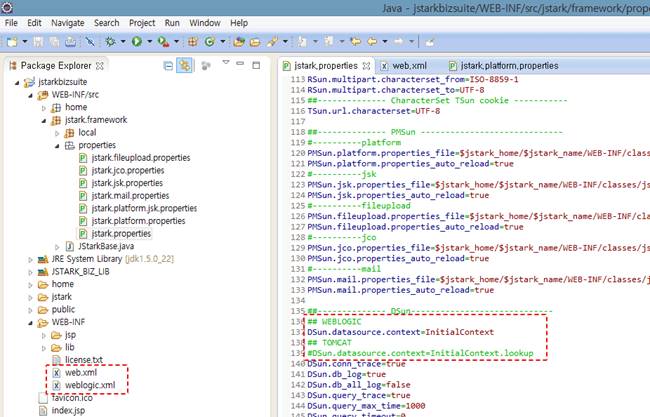 Java - jstarkbizsuite/WEB-INF/src/jstark/framework/prope
File Edit Source Refactor Navigate Search Project Run Window Help
Package Explorer
jstarkbizsuite
WEB-INF/src
home
jstark.framework
local
properties
jstark.fileupload.properties
jstark.jco.properties
jstark.jsk.properties
jstark.mail.properties
jstark.platform.jsk.properties
jstark.platform.properties
jstark.properties
JStarkBase.java
JRE System Library [jdk1.5.0_22]
JSTARK_BIZ_LIB
home
jstark
public
WEB-INF
jsp
lib
license.txt
web.xml
weblogic.xml
favicon.ico
index.jsp
jstark.properties web.xml jstark.platform.properties
113 RSun.multipart.characterset_from=ISO-8859-1
114 RSun.multipart.characterset_to=UTF-8
115 ##-------------- CharacterSet TSun cookie -----------
116 TSun.url.characterset=UTF-8
117
118 ##-------------- PMSun -----------------------------
119 #----------platform
120 PMSun.platform.properties_file=$jstark_home/$jstark_name/WEB-INF/classe
121 PMSun.platform.properties_auto_reload=true
122 #----------jsk
123 PMSun.jsk.properties_file=$jstark_home/$jstark_name/WEB-INF/classes/jst
124 PMSun.jsk.properties_auto_reload=true
125 #----------fileupload
126 PMSun.fileupload.properties_file=$jstark_home/$jstark_name/WEB-INF/clas
127 PMSun.fileupload.properties_auto_reload=true
128 #----------jco
129 PMSun.jco.properties_file=$jstark_home/$jstark_name/WEB-INF/classes/jst
130 PMSun.jco.properties_auto_reload=true
131 #----------mail
132 PMSun.mail.properties_file=$jstark_home/$jstark_name/WEB-INF/classes/js
133 PMSun.mail.properties_auto_reload=true
134
135 ##-------------- DSun-----------------------------
136 ## WEBLOGIC
137 DSun.datasource.context=InitialContext
138 ## TOMCAT
139 #DSun.datasource.context=InitialContext.lookup
140 DSun.conn_trace=true
141 DSun.db_log=true
142 DSun.db_all_log=false
143 DSun.query_trace=true
144 DSun.query_max_time=1000
145 DSun.query_timeout=0